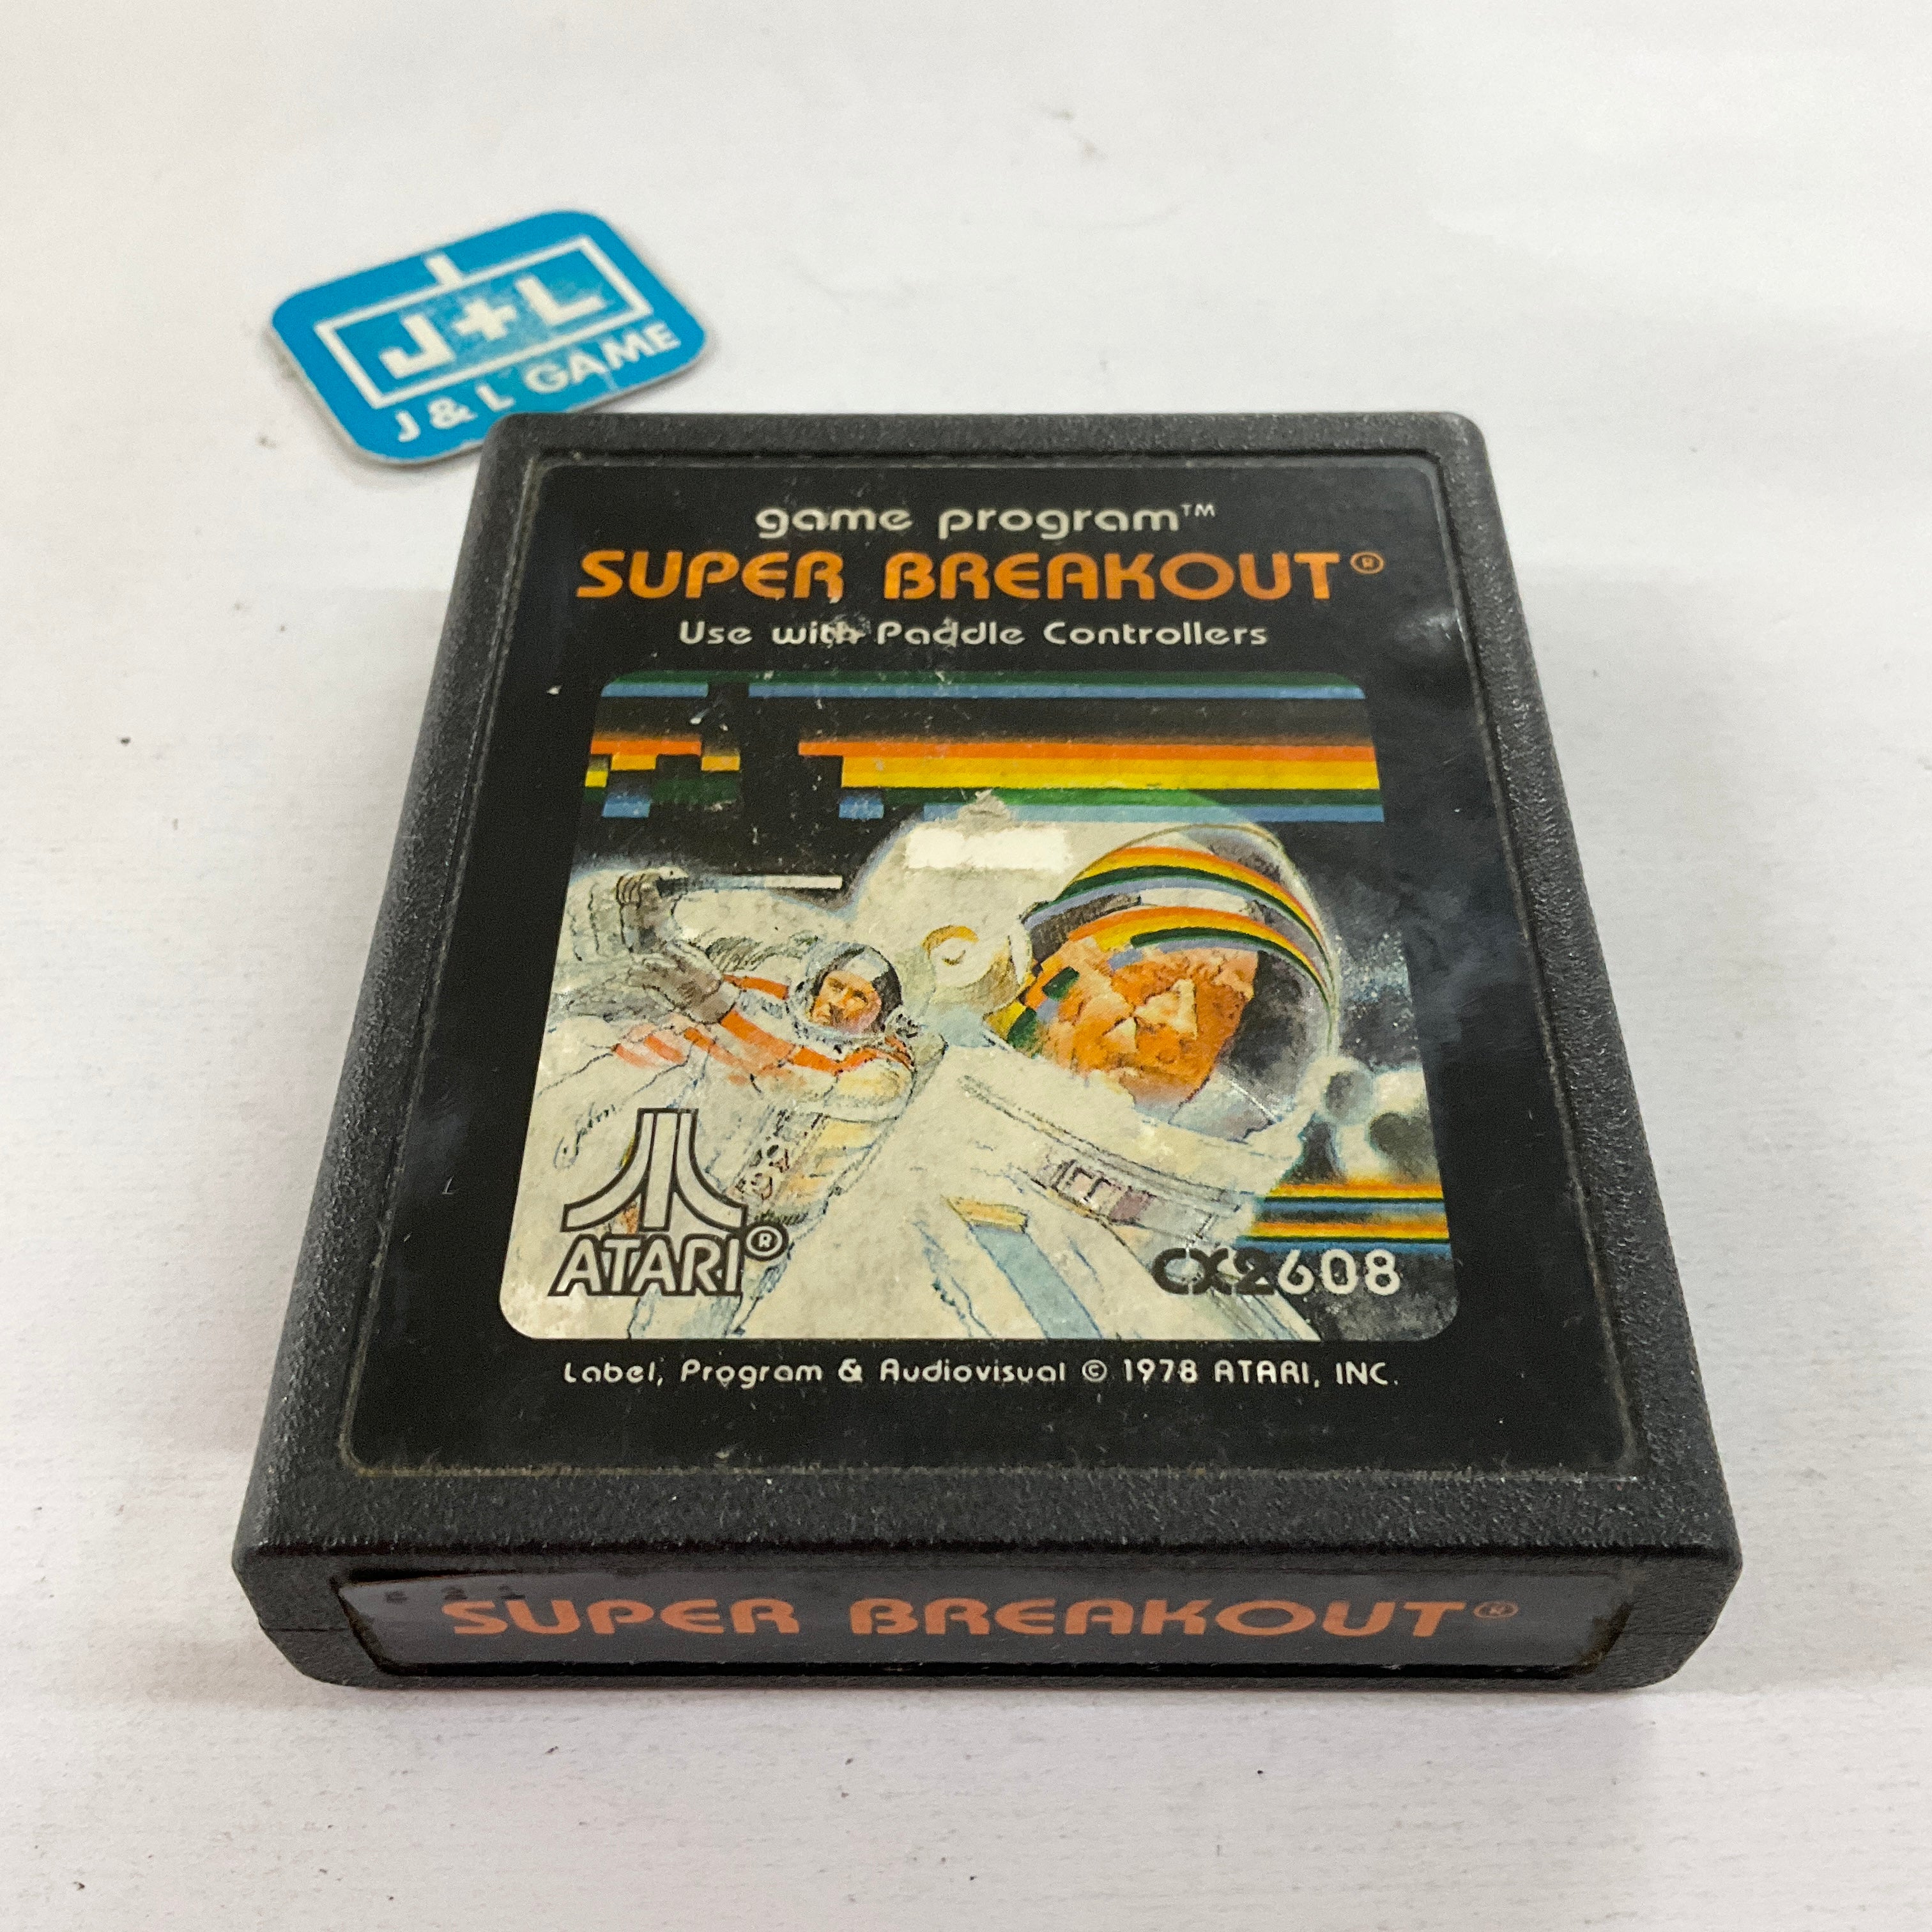 J+L
J & L GAME
game program™
SUPER BREAKOUT®
Use with Paddle Controllers
ATARI®
CX2608
Label, Program & Audiovisual © 1978 ATARI, INC.
SUPER BREAKOUT®